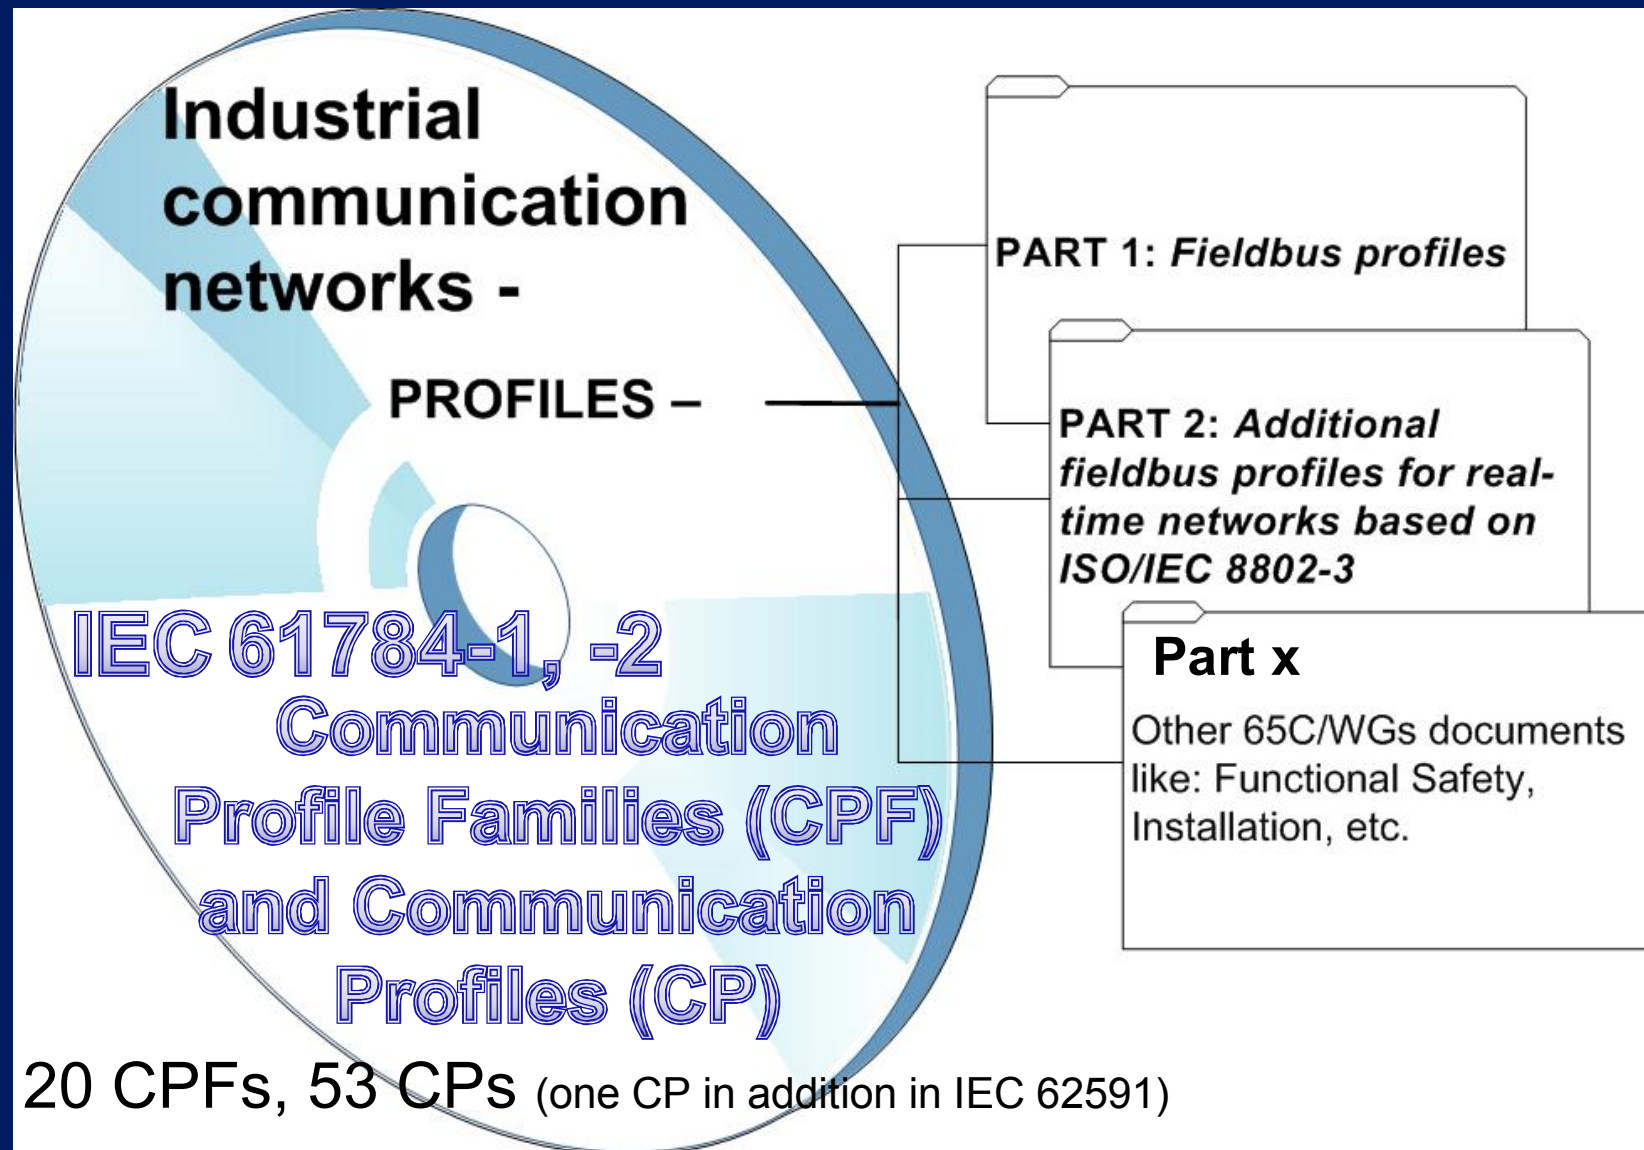 Industrial
communication
networks -
PROFILES –
PART 1: Fieldbus profiles
PART 2: Additional
fieldbus profiles for real-
time networks based on
ISO/IEC 8802-3
Part x
Other 65C/WGs documents
like: Functional Safety,
Installation, etc.
IEC 61784-1, -2
Communication
Profile Families (CPF)
and Communication
Profiles (CP)
20 CPFs, 53 CPs (one CP in addition in IEC 62591)